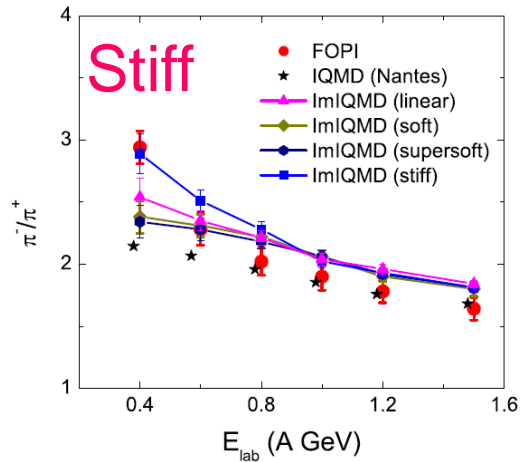 Stiff
FOPI
IQMD (Nantes)
ImIQMD (linear)
ImIQMD (soft)
ImIQMD (supersoft)
ImIQMD (stiff)
4
3
2
1
π⁻/π⁺
0.4 0.8 1.2 1.6
E_lab (A GeV)